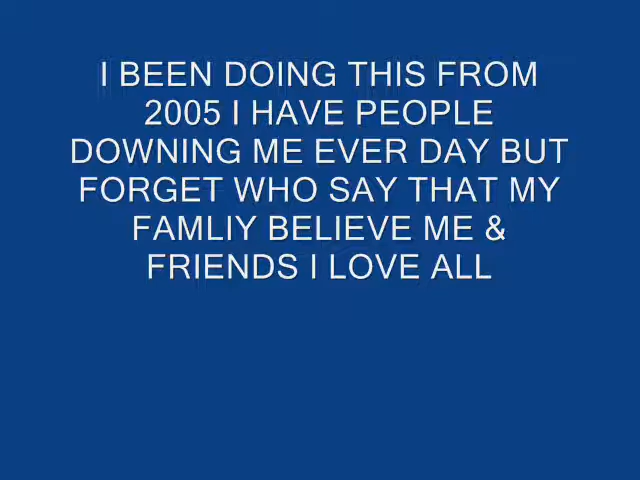 I BEEN DOING THIS FROM
2005 I HAVE PEOPLE
DOWNING ME EVER DAY BUT
FORGET WHO SAY THAT MY
FAMLIY BELIEVE ME &
FRIENDS I LOVE ALL